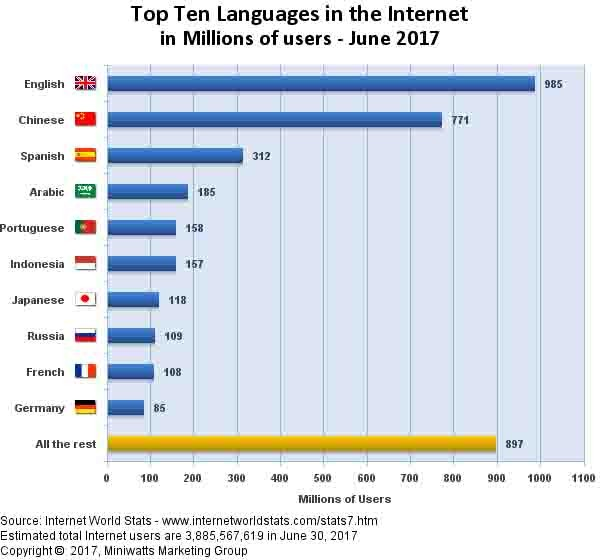 Top Ten Languages in the Internet
in Millions of users - June 2017
English 985
Chinese 771
Spanish 312
Arabic 185
Portuguese 158
Indonesia 157
Japanese 118
Russia 109
French 108
Germany 85
All the rest 897
0 100 200 300 400 500 600 700 800 900 1000 1100
Millions of Users
Source: Internet World Stats - www.internetworldstats.com/stats7.htm
Estimated total Internet users are 3,885,567,619 in June 30, 2017
Copyright © 2017, Miniwatts Marketing Group